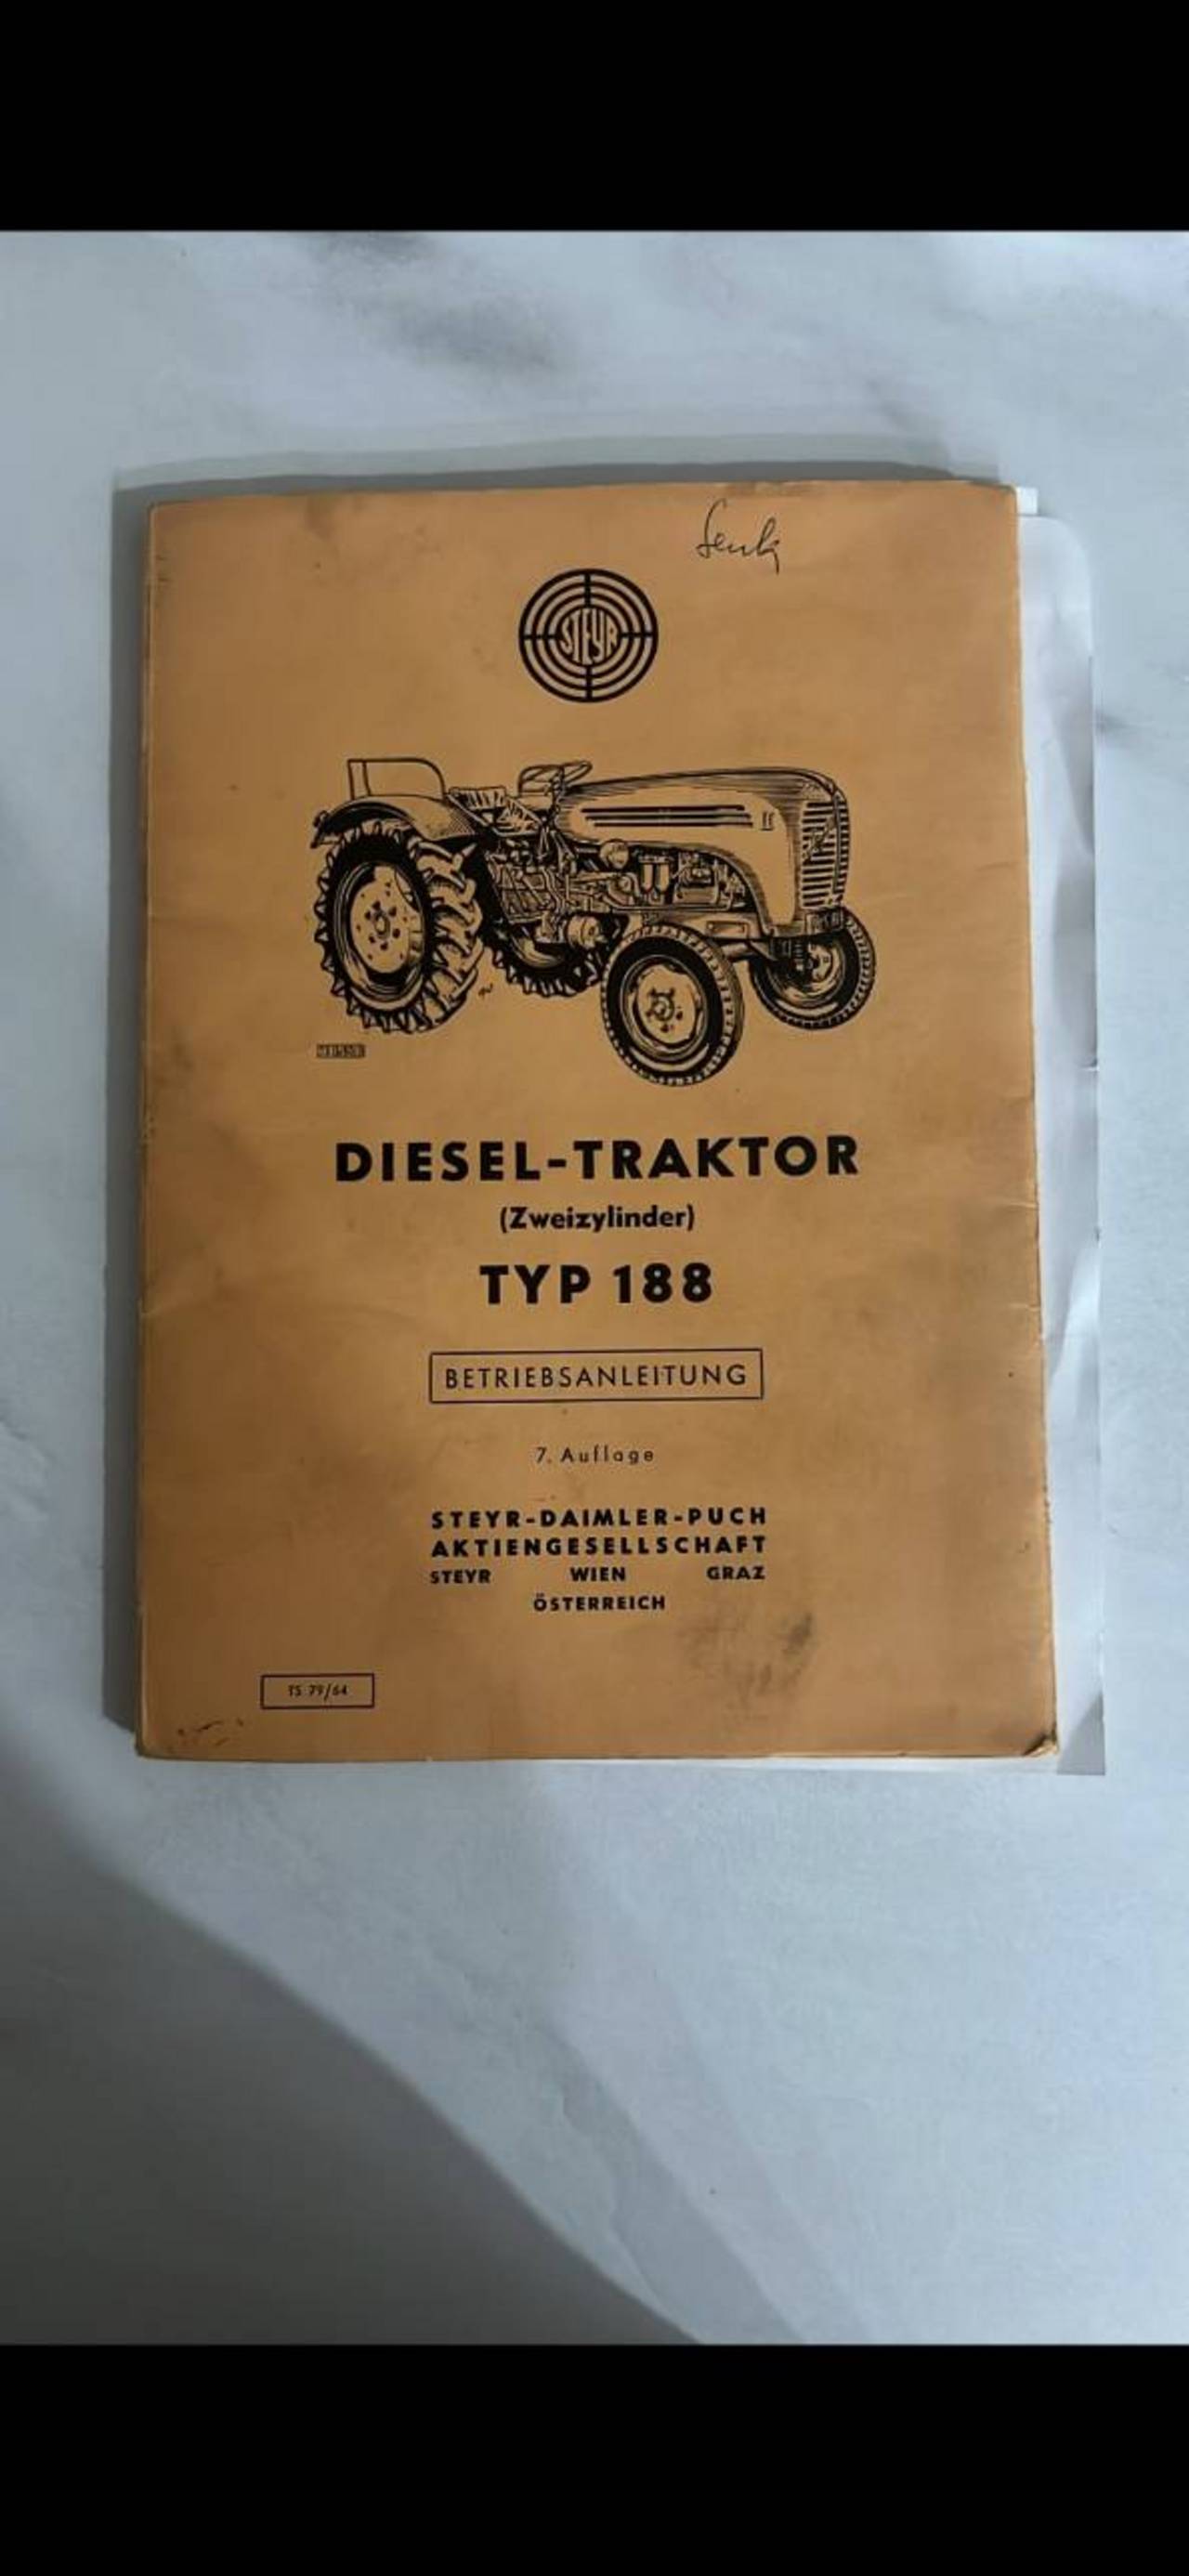 Senk
STEYR
DIESEL-TRAKTOR
(Zweizylinder)
TYP 188
BETRIEBSANLEITUNG
7. Auflage
STEYR-DAIMLER-PUCH
AKTIENGESELLSCHAFT
STEYR WIEN GRAZ
ÖSTERREICH
TS 79/64